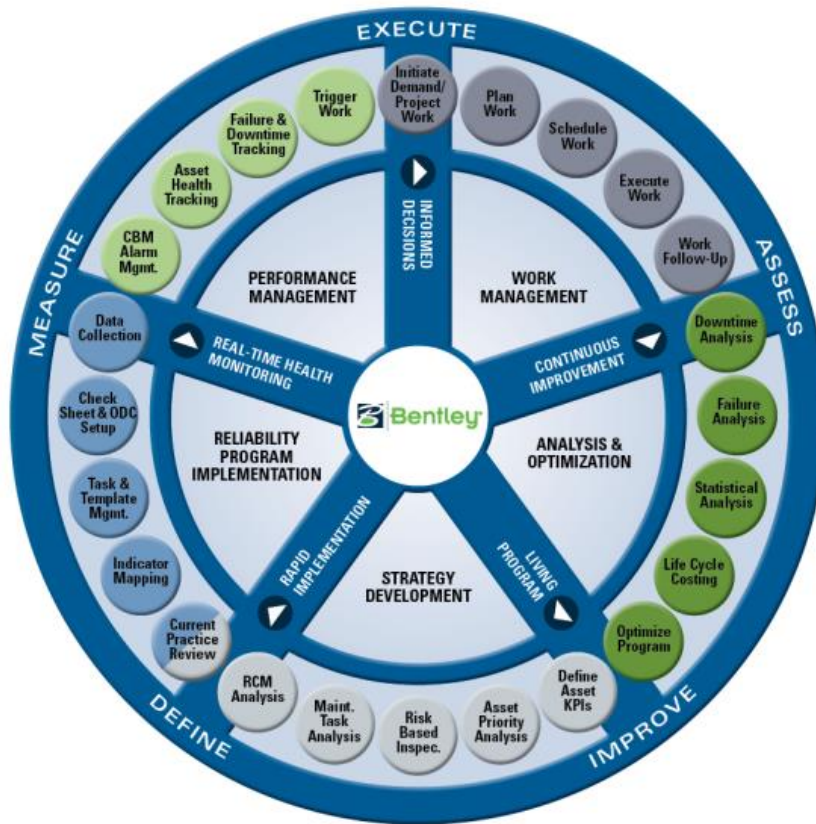 EXECUTE
Initiate
Demand/
Project
Work
Plan
Work
Schedule
Work
Execute
Work
Work
Follow-Up
ASSESS
Downtime
Analysis
Failure
Analysis
Statistical
Analysis
Life Cycle
Costing
Optimize
Program
IMPROVE
Define
Asset
KPIs
Asset
Priority
Analysis
Risk
Based
Inspec.
Maint.
Task
Analysis
RCM
Analysis
DEFINE
Current
Practice
Review
Indicator
Mapping
Task &
Template
Mgmt.
Check
Sheet & ODC
Setup
Data
Collection
MEASURE
CBM
Alarm
Mgmt.
Asset
Health
Tracking
Failure &
Downtime
Tracking
Trigger
Work
INFORMED
DECISIONS
PERFORMANCE
MANAGEMENT
WORK
MANAGEMENT
REAL-TIME HEALTH
MONITORING
CONTINUOUS
IMPROVEMENT
Bentley®
RELIABILITY
PROGRAM
IMPLEMENTATION
ANALYSIS &
OPTIMIZATION
RAPID
IMPLEMENTATION
LIVING
PROGRAM
STRATEGY
DEVELOPMENT